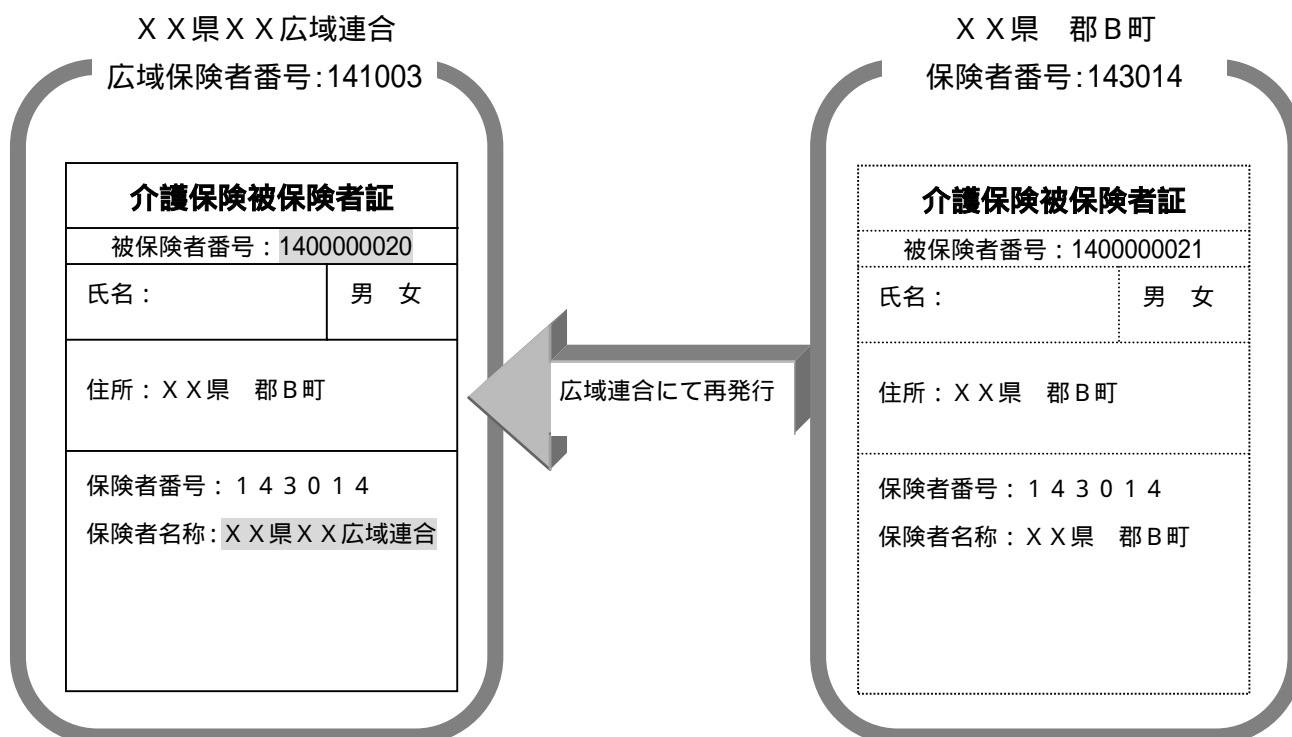 ＸＸ県ＸＸ広域連合
広域保険者番号:141003
介護保険被保険者証
被保険者番号：1400000020
氏名：
男　女
住所：ＸＸ県　郡Ｂ町
保険者番号：１４３０１４
保険者名称：ＸＸ県ＸＸ広域連合
広域連合にて再発行
ＸＸ県　郡Ｂ町
保険者番号:143014
介護保険被保険者証
被保険者番号：1400000021
氏名：
男　女
住所：ＸＸ県　郡Ｂ町
保険者番号：１４３０１４
保険者名称：ＸＸ県　郡Ｂ町